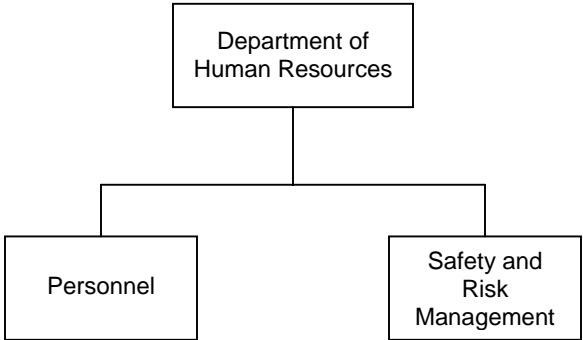 Department of
Human Resources
Personnel
Safety and
Risk
Management